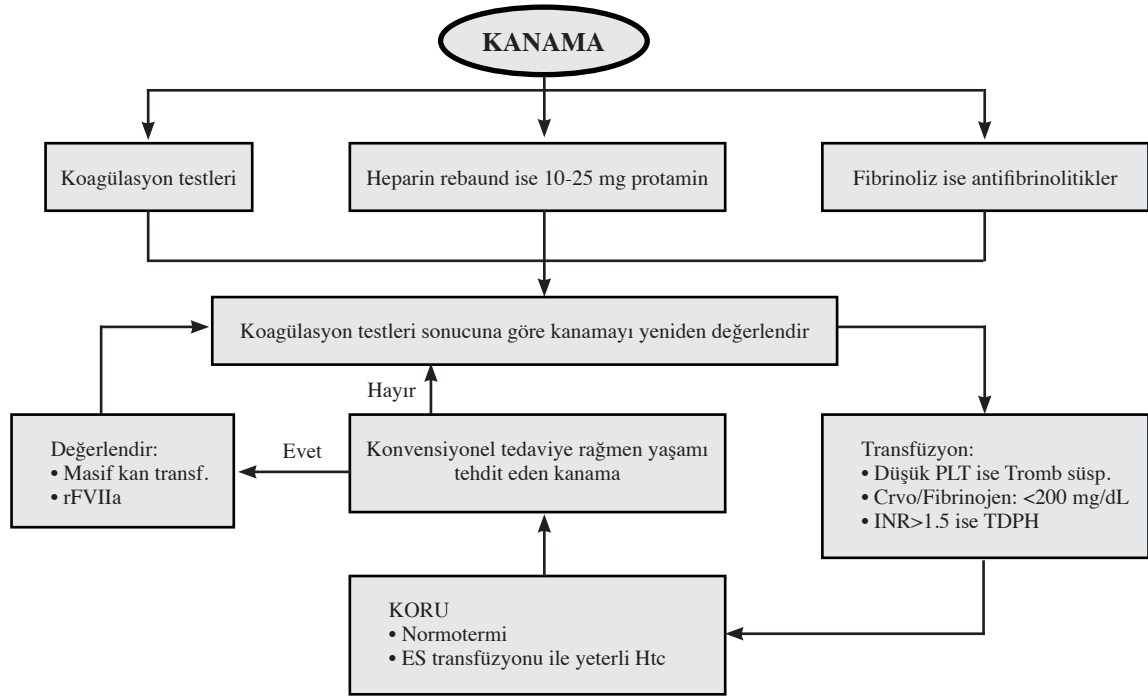 KANAMA
Koagülasyon testleri
Heparin rebaund ise 10-25 mg protamin
Fibrinoliz ise antifibrinolitikler
Koagülasyon testleri sonucuna göre kanamayı yeniden değerlendir
Hayır
Değerlendir:
• Masif kan transf.
• rFVIIa
Evet
Konvensiyonel tedaviye rağmen yaşamı
tehdit eden kanama
Transfüzyon:
• Düşük PLT ise Tromb süsp.
• Crvo/Fibrinojen: <200 mg/dL
• INR>1.5 ise TDPH
KORU
• Normotermi
• ES transfüzyonu ile yeterli Htc